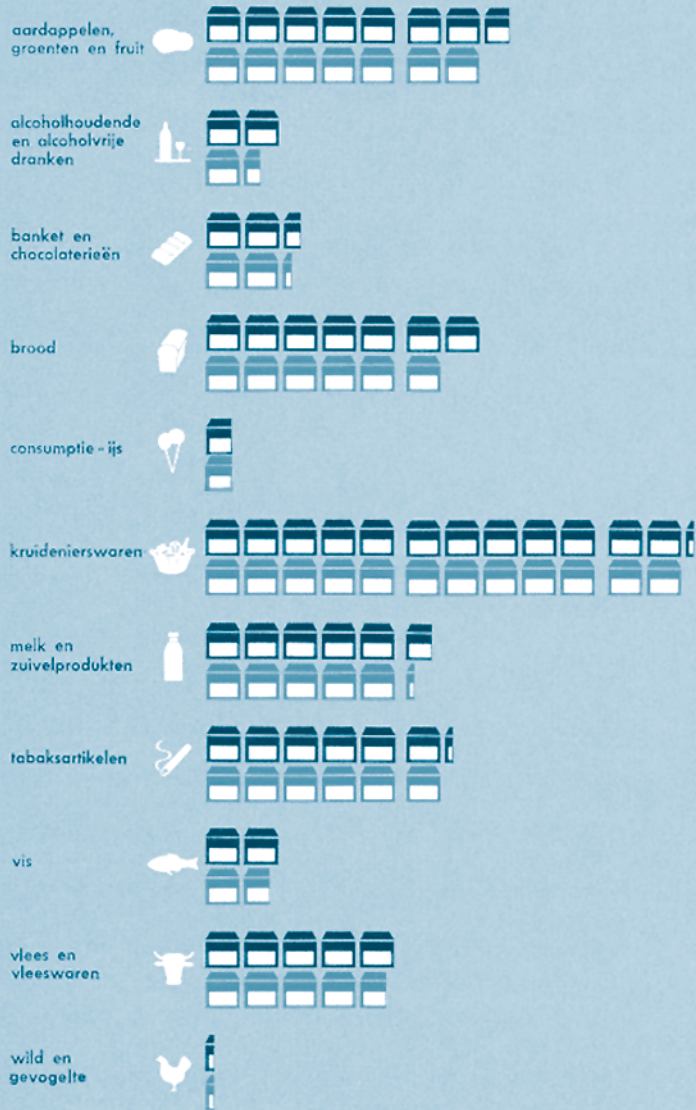 aardappelen,
groenten en fruit
alcoholhoudende
en alcoholvrije
dranken
banket en
chocolaterieën
brood
consumptie-ijs
kruidenierswaren
melk en
zuivelprodukten
tabaksartikelen
vis
vlees en
vleeswaren
wild en
gevogelte